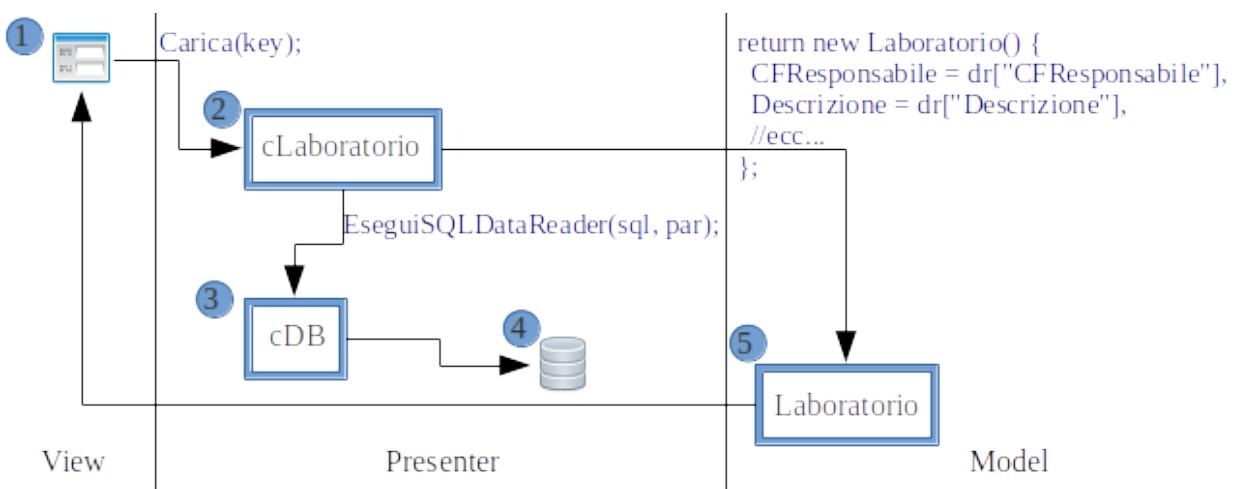 1
Carica(key);
return new Laboratorio() {
CFResponsabile = dr["CFResponsabile"],
Descrizione = dr["Descrizione"],
//ecc...
};
2
cLaboratorio
EseguiSQLDataReader(sql, par);
3
cDB
4
5
Laboratorio
View
Presenter
Model